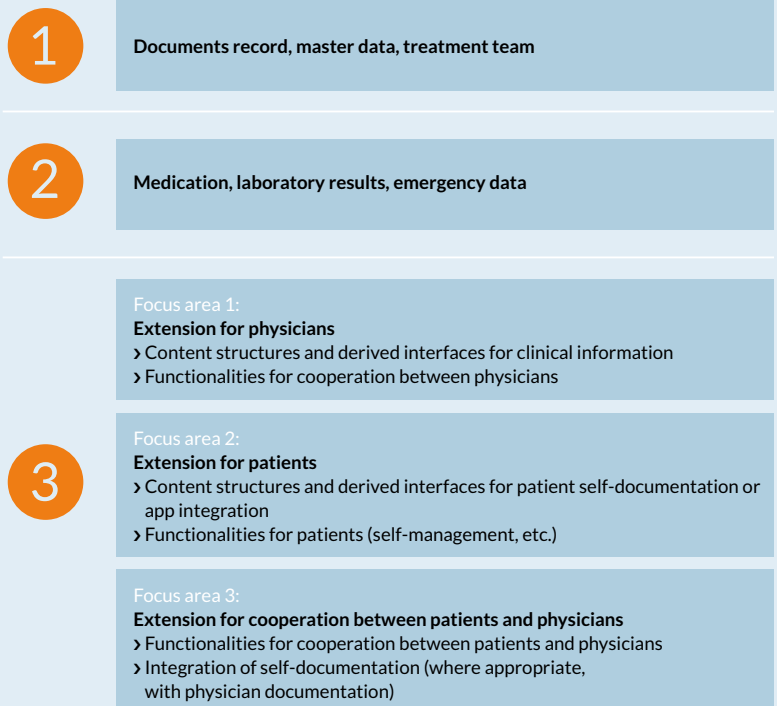 1
Documents record, master data, treatment team
2
Medication, laboratory results, emergency data
3
Focus area 1:
Extension for physicians
› Content structures and derived interfaces for clinical information
› Functionalities for cooperation between physicians
Focus area 2:
Extension for patients
› Content structures and derived interfaces for patient self-documentation or
app integration
› Functionalities for patients (self-management, etc.)
Focus area 3:
Extension for cooperation between patients and physicians
› Functionalities for cooperation between patients and physicians
› Integration of self-documentation (where appropriate,
with physician documentation)